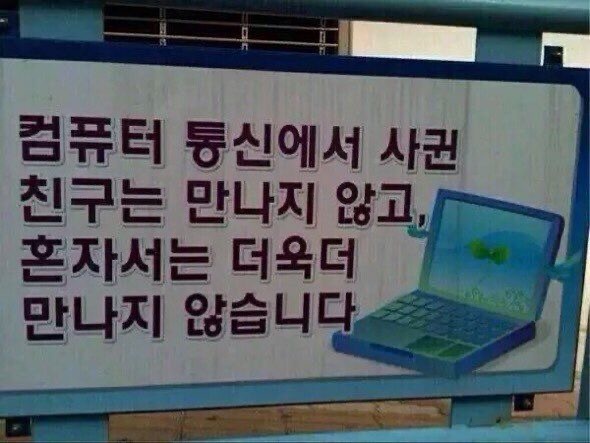 컴퓨터 통신에서 사귄
친구는 만나지 않고,
혼자서는 더욱더
만나지 않습니다